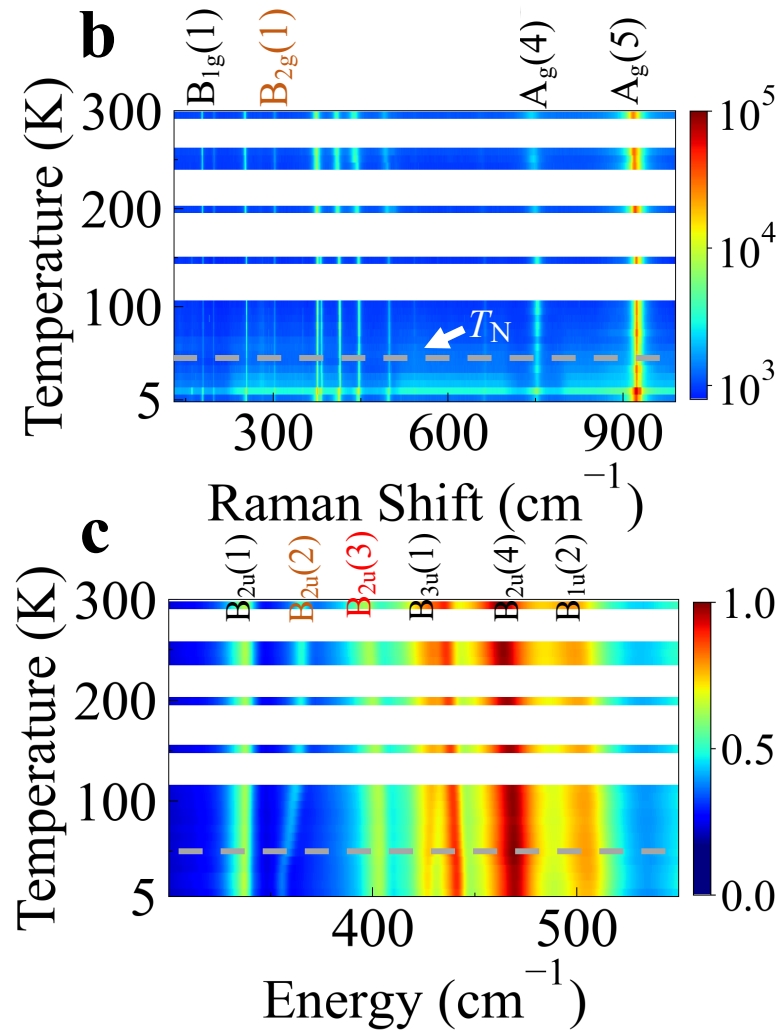 b
B1g(1) B2g(1) Ag(4) Ag(5)
Temperature (K)
300
200
100
5
TN
10^5
10^4
10^3
300 600 900
Raman Shift (cm−1)
c
B2u(1) B2u(2) B2u(3) B3u(1) B2u(4) B1u(2)
Temperature (K)
300
200
100
5
1.0
0.5
0.0
400 500
Energy (cm−1)